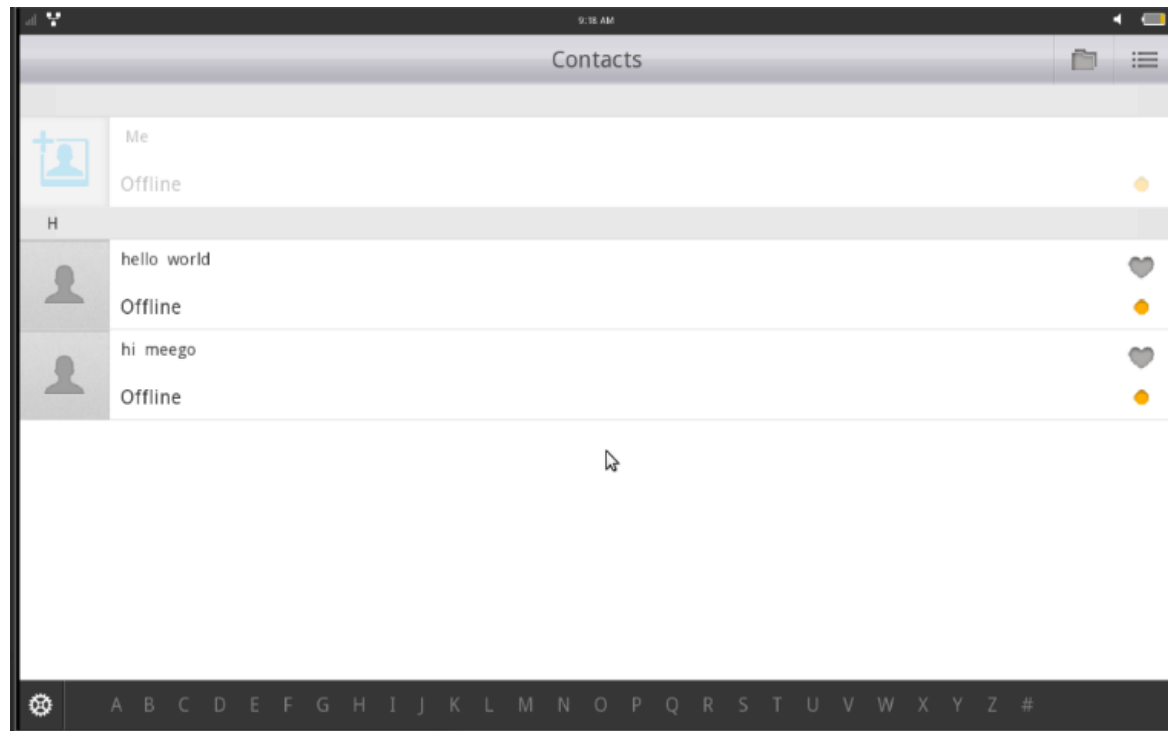 9:18 AM
Contacts
Me
Offline
H
hello world
Offline
hi meego
Offline
A B C D E F G H I J K L M N O P Q R S T U V W X Y Z #